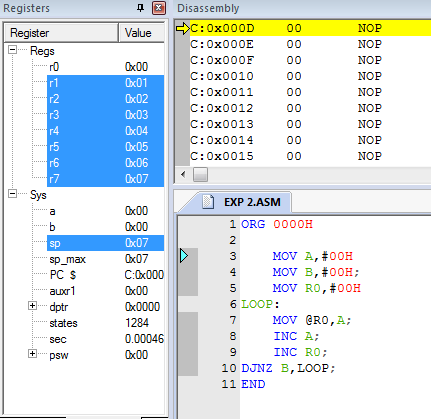 Registers
Register Value
Regs
r0 0x00
r1 0x01
r2 0x02
r3 0x03
r4 0x04
r5 0x05
r6 0x06
r7 0x07
Sys
a 0x00
b 0x00
sp 0x07
sp_max 0x07
PC $ C:0x000
auxr1 0x00
dptr 0x0000
states 1284
sec 0.00046
psw 0x00
Disassembly
C:0x000D 00 NOP
C:0x000E 00 NOP
C:0x000F 00 NOP
C:0x0010 00 NOP
C:0x0011 00 NOP
C:0x0012 00 NOP
C:0x0013 00 NOP
C:0x0014 00 NOP
C:0x0015 00 NOP
EXP 2.ASM
1 ORG 0000H
2
3 MOV A,#00H
4 MOV B,#00H;
5 MOV R0,#00H
6 LOOP:
7 MOV @R0,A;
8 INC A;
9 INC R0;
10 DJNZ B,LOOP;
11 END